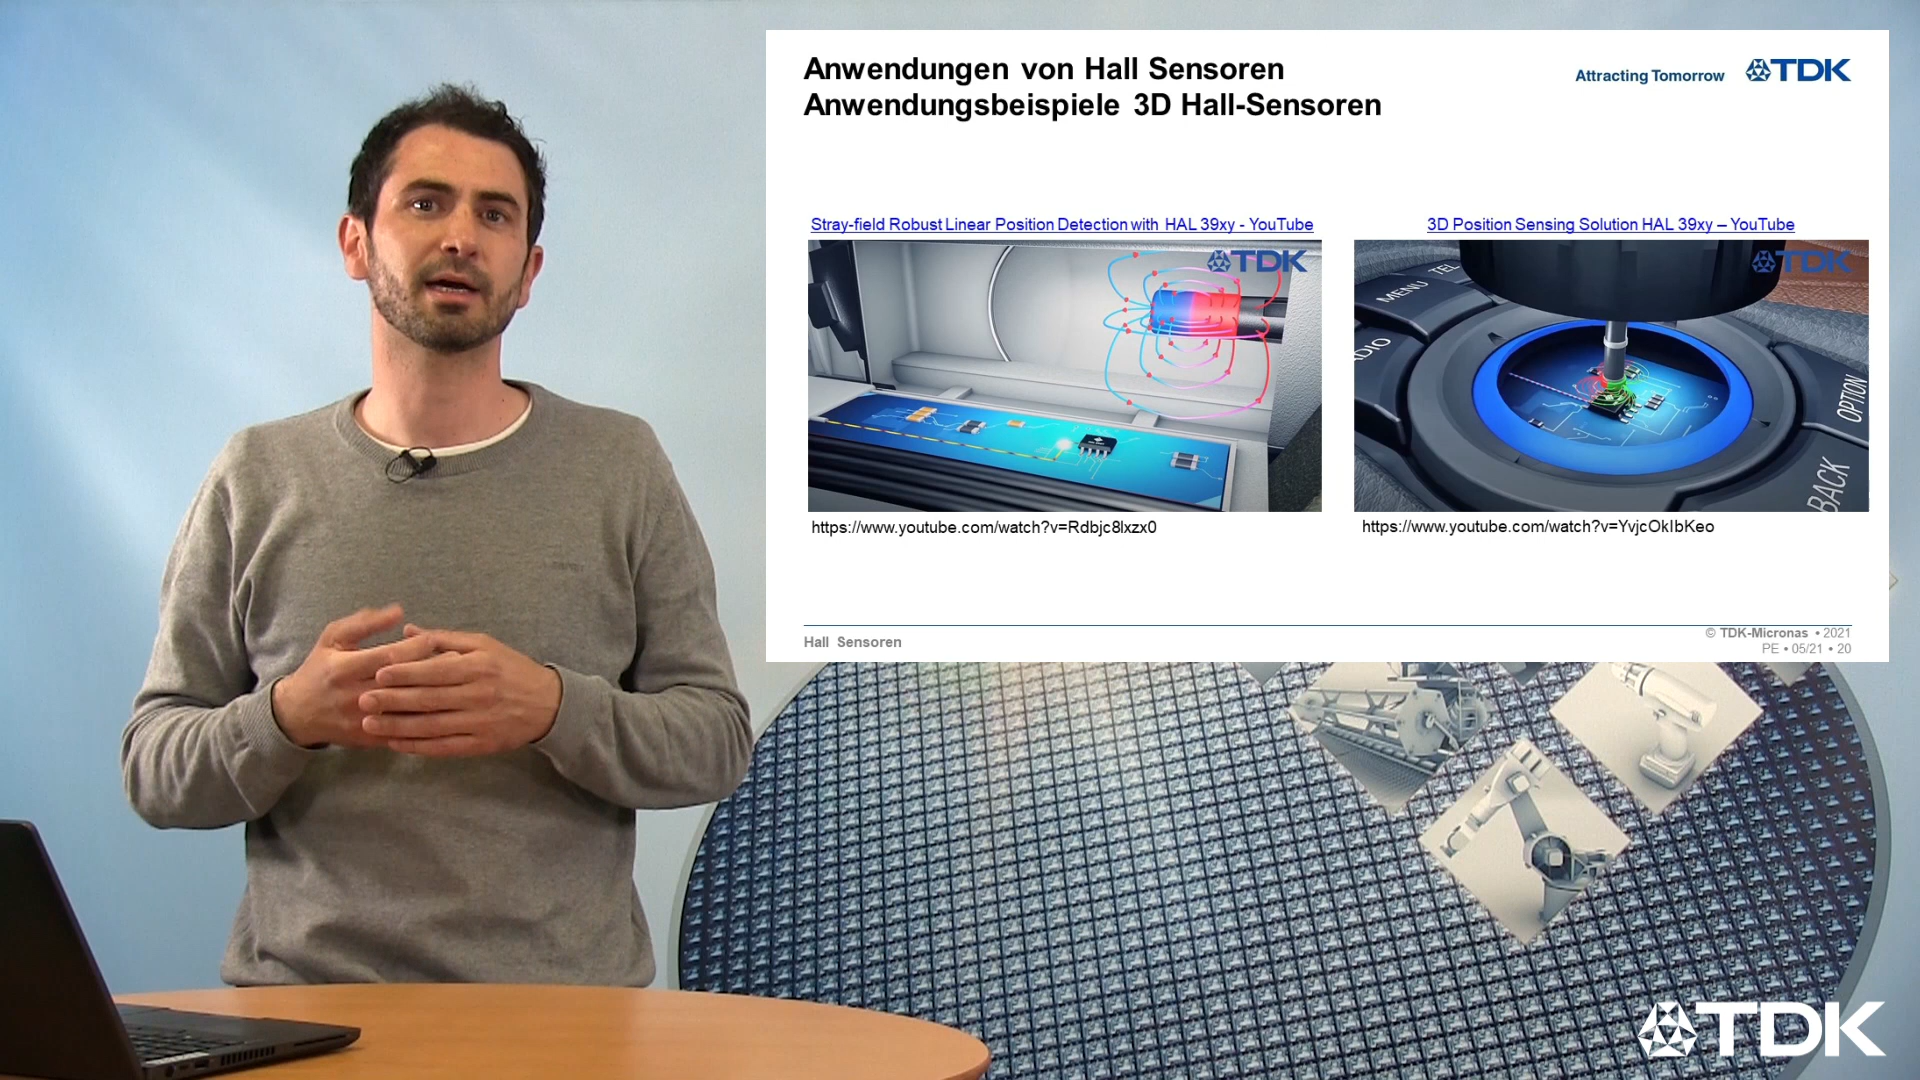 Anwendungen von Hall Sensoren
Anwendungsbeispiele 3D Hall-Sensoren
Attracting Tomorrow
TDK
Stray-field Robust Linear Position Detection with HAL 39xy - YouTube
TDK
https://www.youtube.com/watch?v=Rdbjc8lxzx0
3D Position Sensing Solution HAL 39xy – YouTube
TDK
TEL
MENU
OPTION
BACK
https://www.youtube.com/watch?v=YvjcOkIbKeo
Hall Sensoren
© TDK-Micronas • 2021
PE • 05/21 • 20
TDK